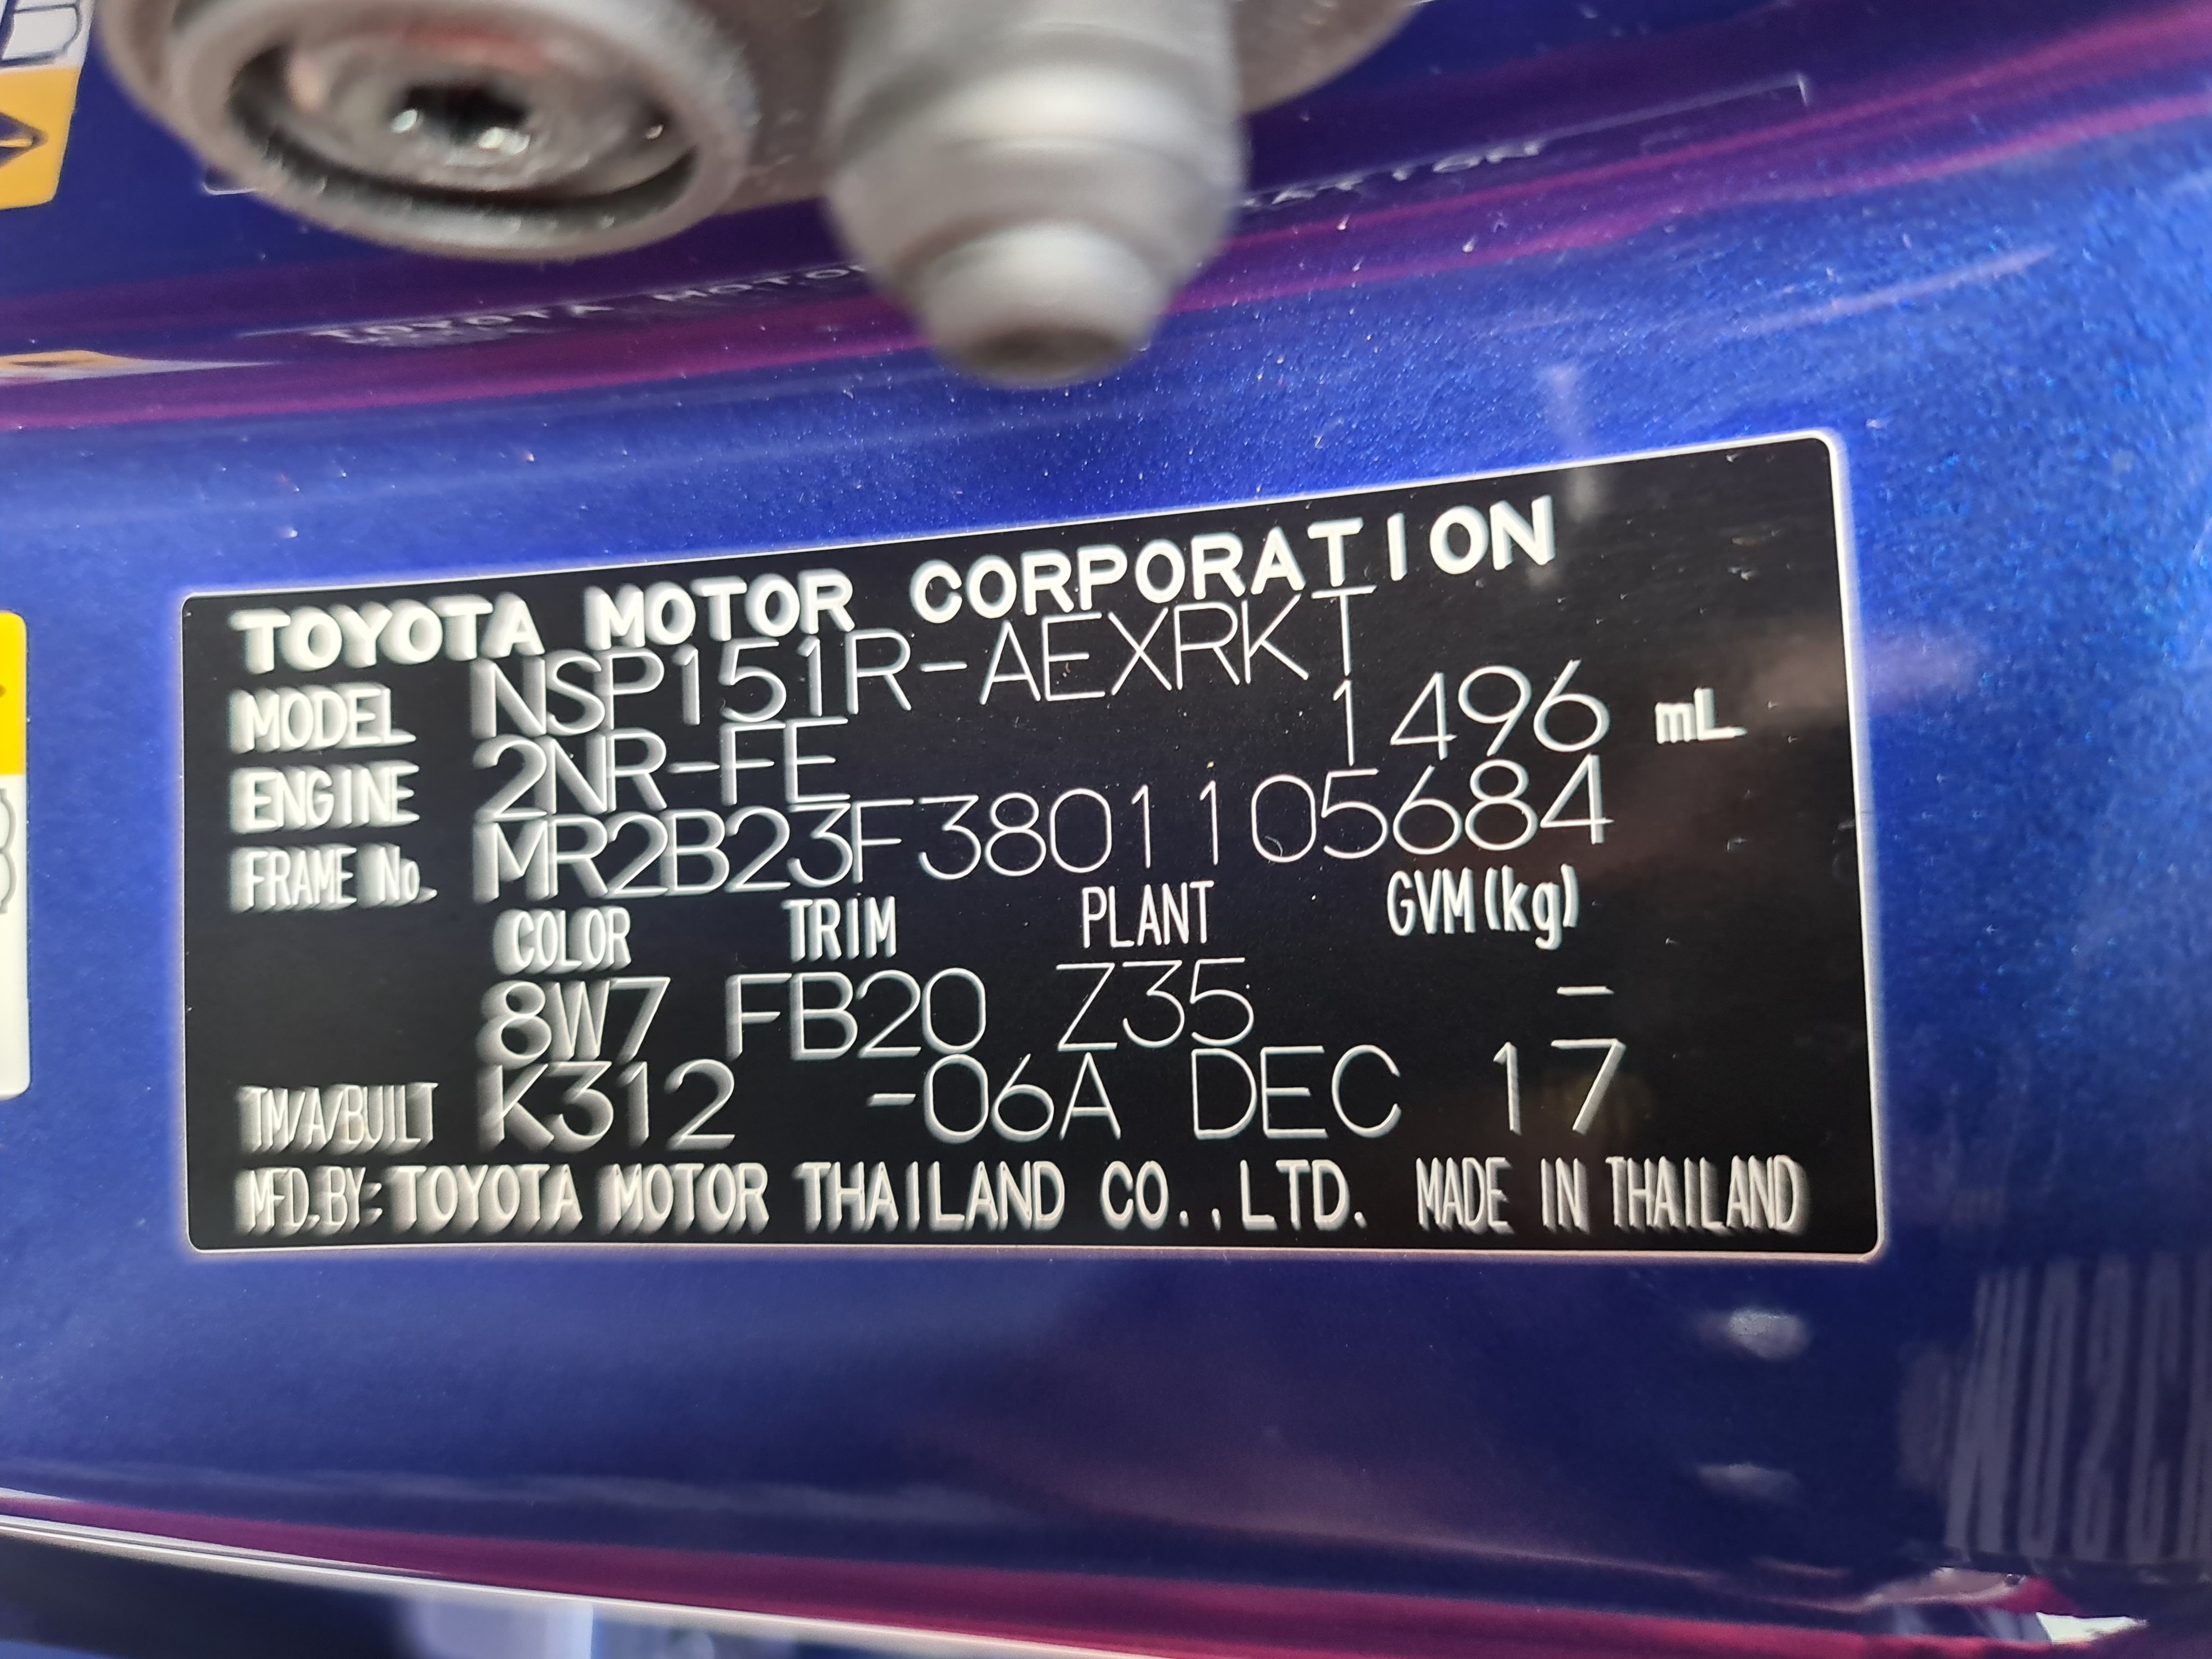 TOYOTA MOTOR CORPORATION
MODEL NSP151R-AEXRKT
ENGINE 2NR-FE 1496 mL
FRAME No. MR2B23F3801105684
COLOR TRIM PLANT GVM(kg)
8W7 FB20 Z35 -
TM/A/BUILT K312 -06A DEC 17
MFD.BY: TOYOTA MOTOR THAILAND CO.,LTD. MADE IN THAILAND